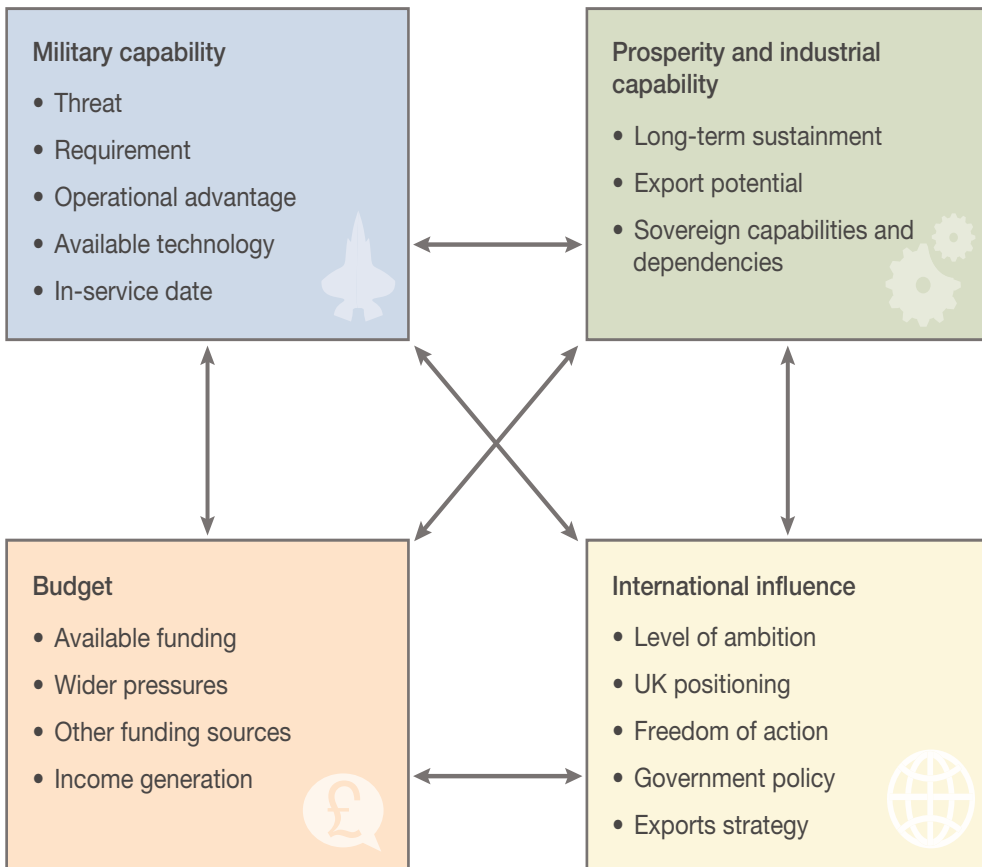 Military capability
• Threat
• Requirement
• Operational advantage
• Available technology
• In-service date
Prosperity and industrial
capability
• Long-term sustainment
• Export potential
• Sovereign capabilities and
dependencies
Budget
• Available funding
• Wider pressures
• Other funding sources
• Income generation
£
International influence
• Level of ambition
• UK positioning
• Freedom of action
• Government policy
• Exports strategy